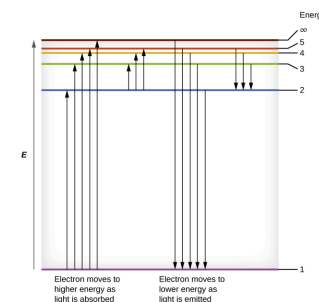 Energ
∞
5
4
3
2
E
1
Electron moves to
higher energy as
light is absorbed
Electron moves to
lower energy as
light is emitted